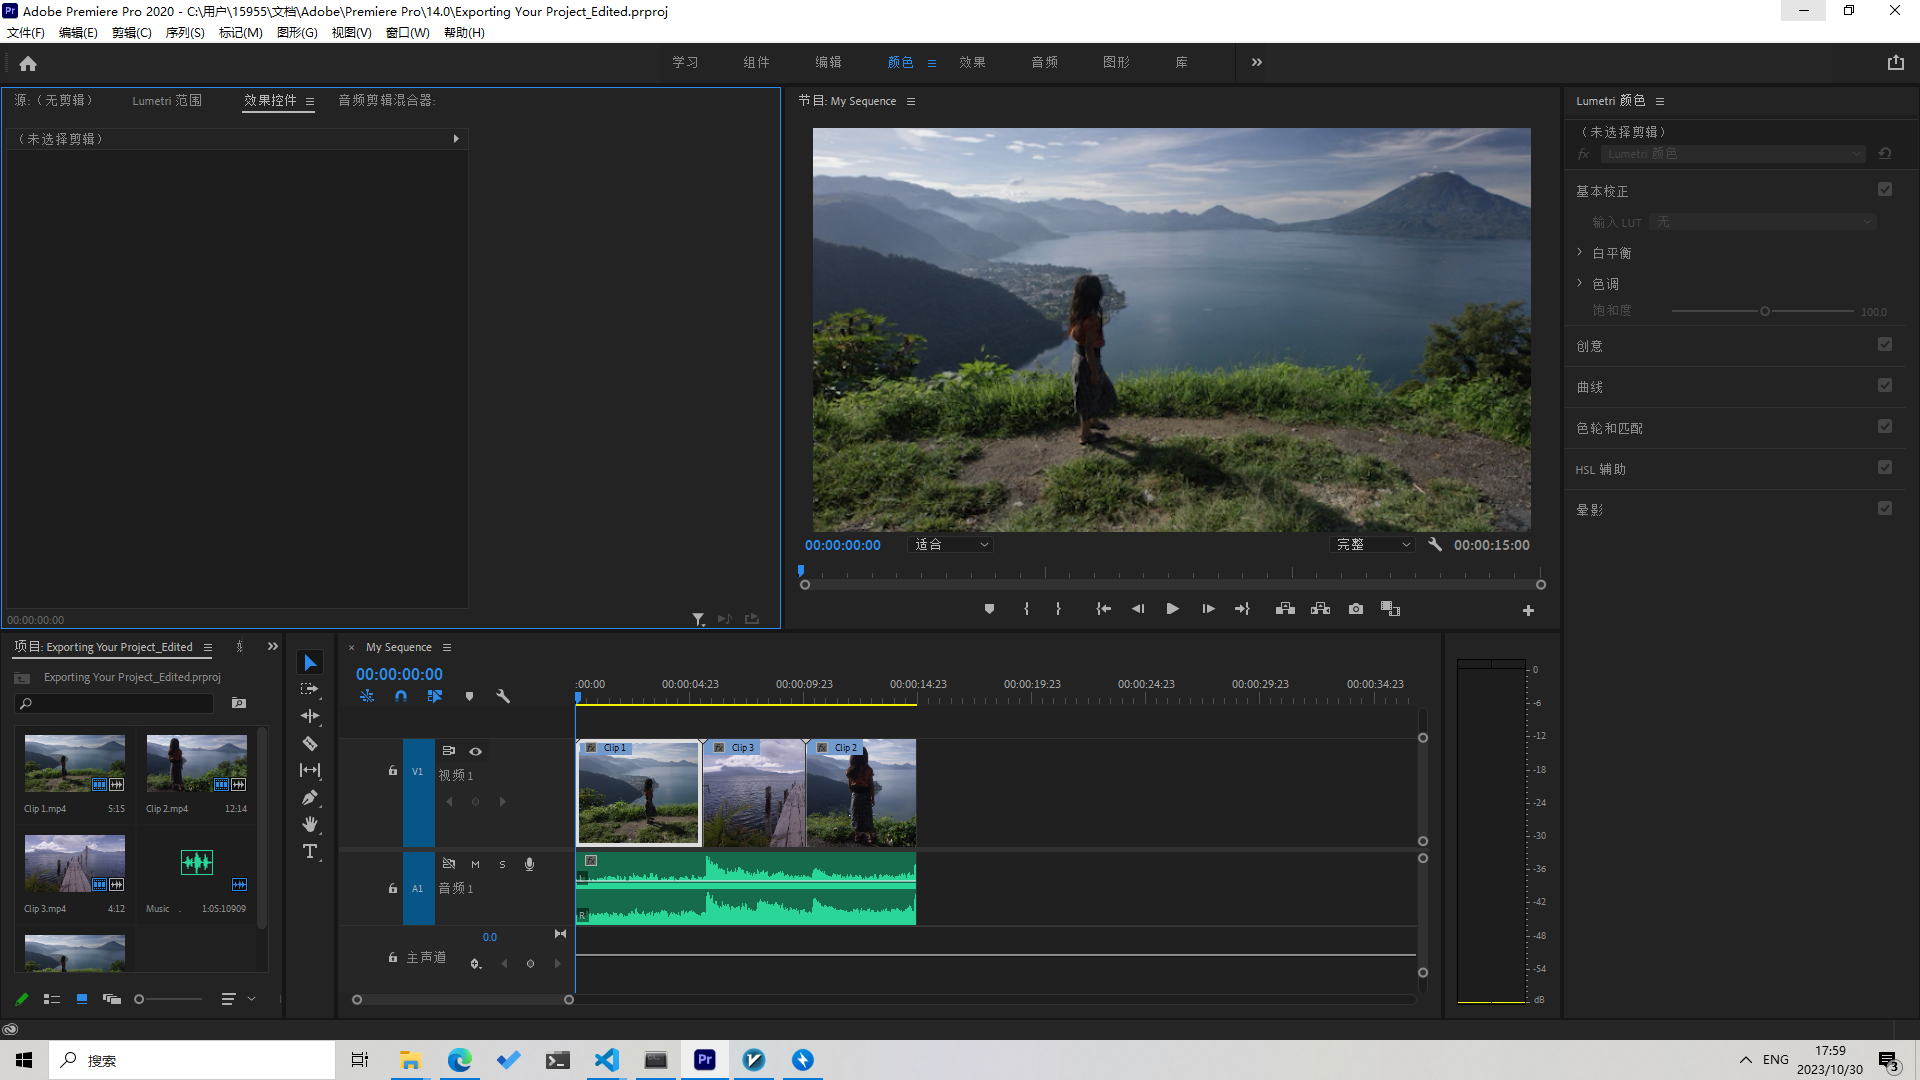 Adobe Premiere Pro 2020 - C:\用户\15955\文档\Adobe\Premiere Pro\14.0\Exporting Your Project_Edited.prproj
文件(F) 编辑(E) 剪辑(C) 序列(S) 标记(M) 图形(G) 视图(V) 窗口(W) 帮助(H)
学习 组件 编辑 颜色 效果 音频 图形 库
源:（无剪辑） Lumetri 范围 效果控件 音频剪辑混合器:
（未选择剪辑）
00:00:00:00
节目: My Sequence
00:00:00:00 适合 完整 00:00:15:00
Lumetri 颜色
（未选择剪辑）
fx Lumetri 颜色
基本校正
输入 LUT 无
白平衡
色调
饱和度 100.0
创意
曲线
色轮和匹配
HSL 辅助
晕影
项目: Exporting Your Project_Edited
Exporting Your Project_Edited.prproj
Clip 1.mp4 5:15
Clip 2.mp4 12:14
Clip 3.mp4 4:12
Music . 1:05:10909
× My Sequence
00:00:00:00
:00:00 00:00:04:23 00:00:09:23 00:00:14:23 00:00:19:23 00:00:24:23 00:00:29:23 00:00:34:23
V1 视频 1
fx Clip 1 fx Clip 3 fx Clip 2
M S
A1 音频 1
fx
R
0.0
主声道
0
-6
-12
-18
-24
-30
-36
-42
-48
-54
dB
搜索
Pr
ENG
17:59
2023/10/30
3